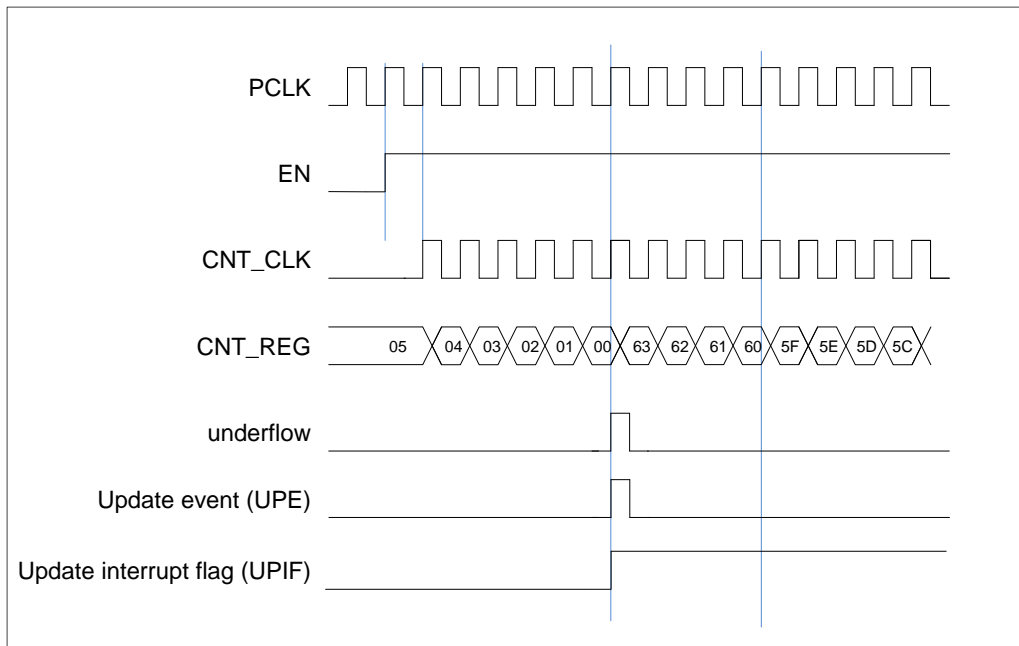 PCLK
EN
CNT_CLK
CNT_REG 05 04 03 02 01 00 63 62 61 60 5F 5E 5D 5C
underflow
Update event (UPE)
Update interrupt flag (UPIF)